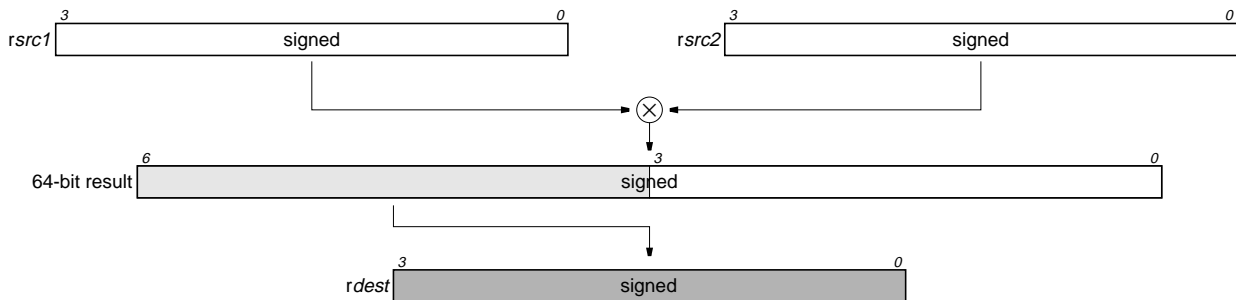 3 0 3 0
rsrc1 signed rsrc2 signed
6 3 0
64-bit result signed
3 0
rdest signed